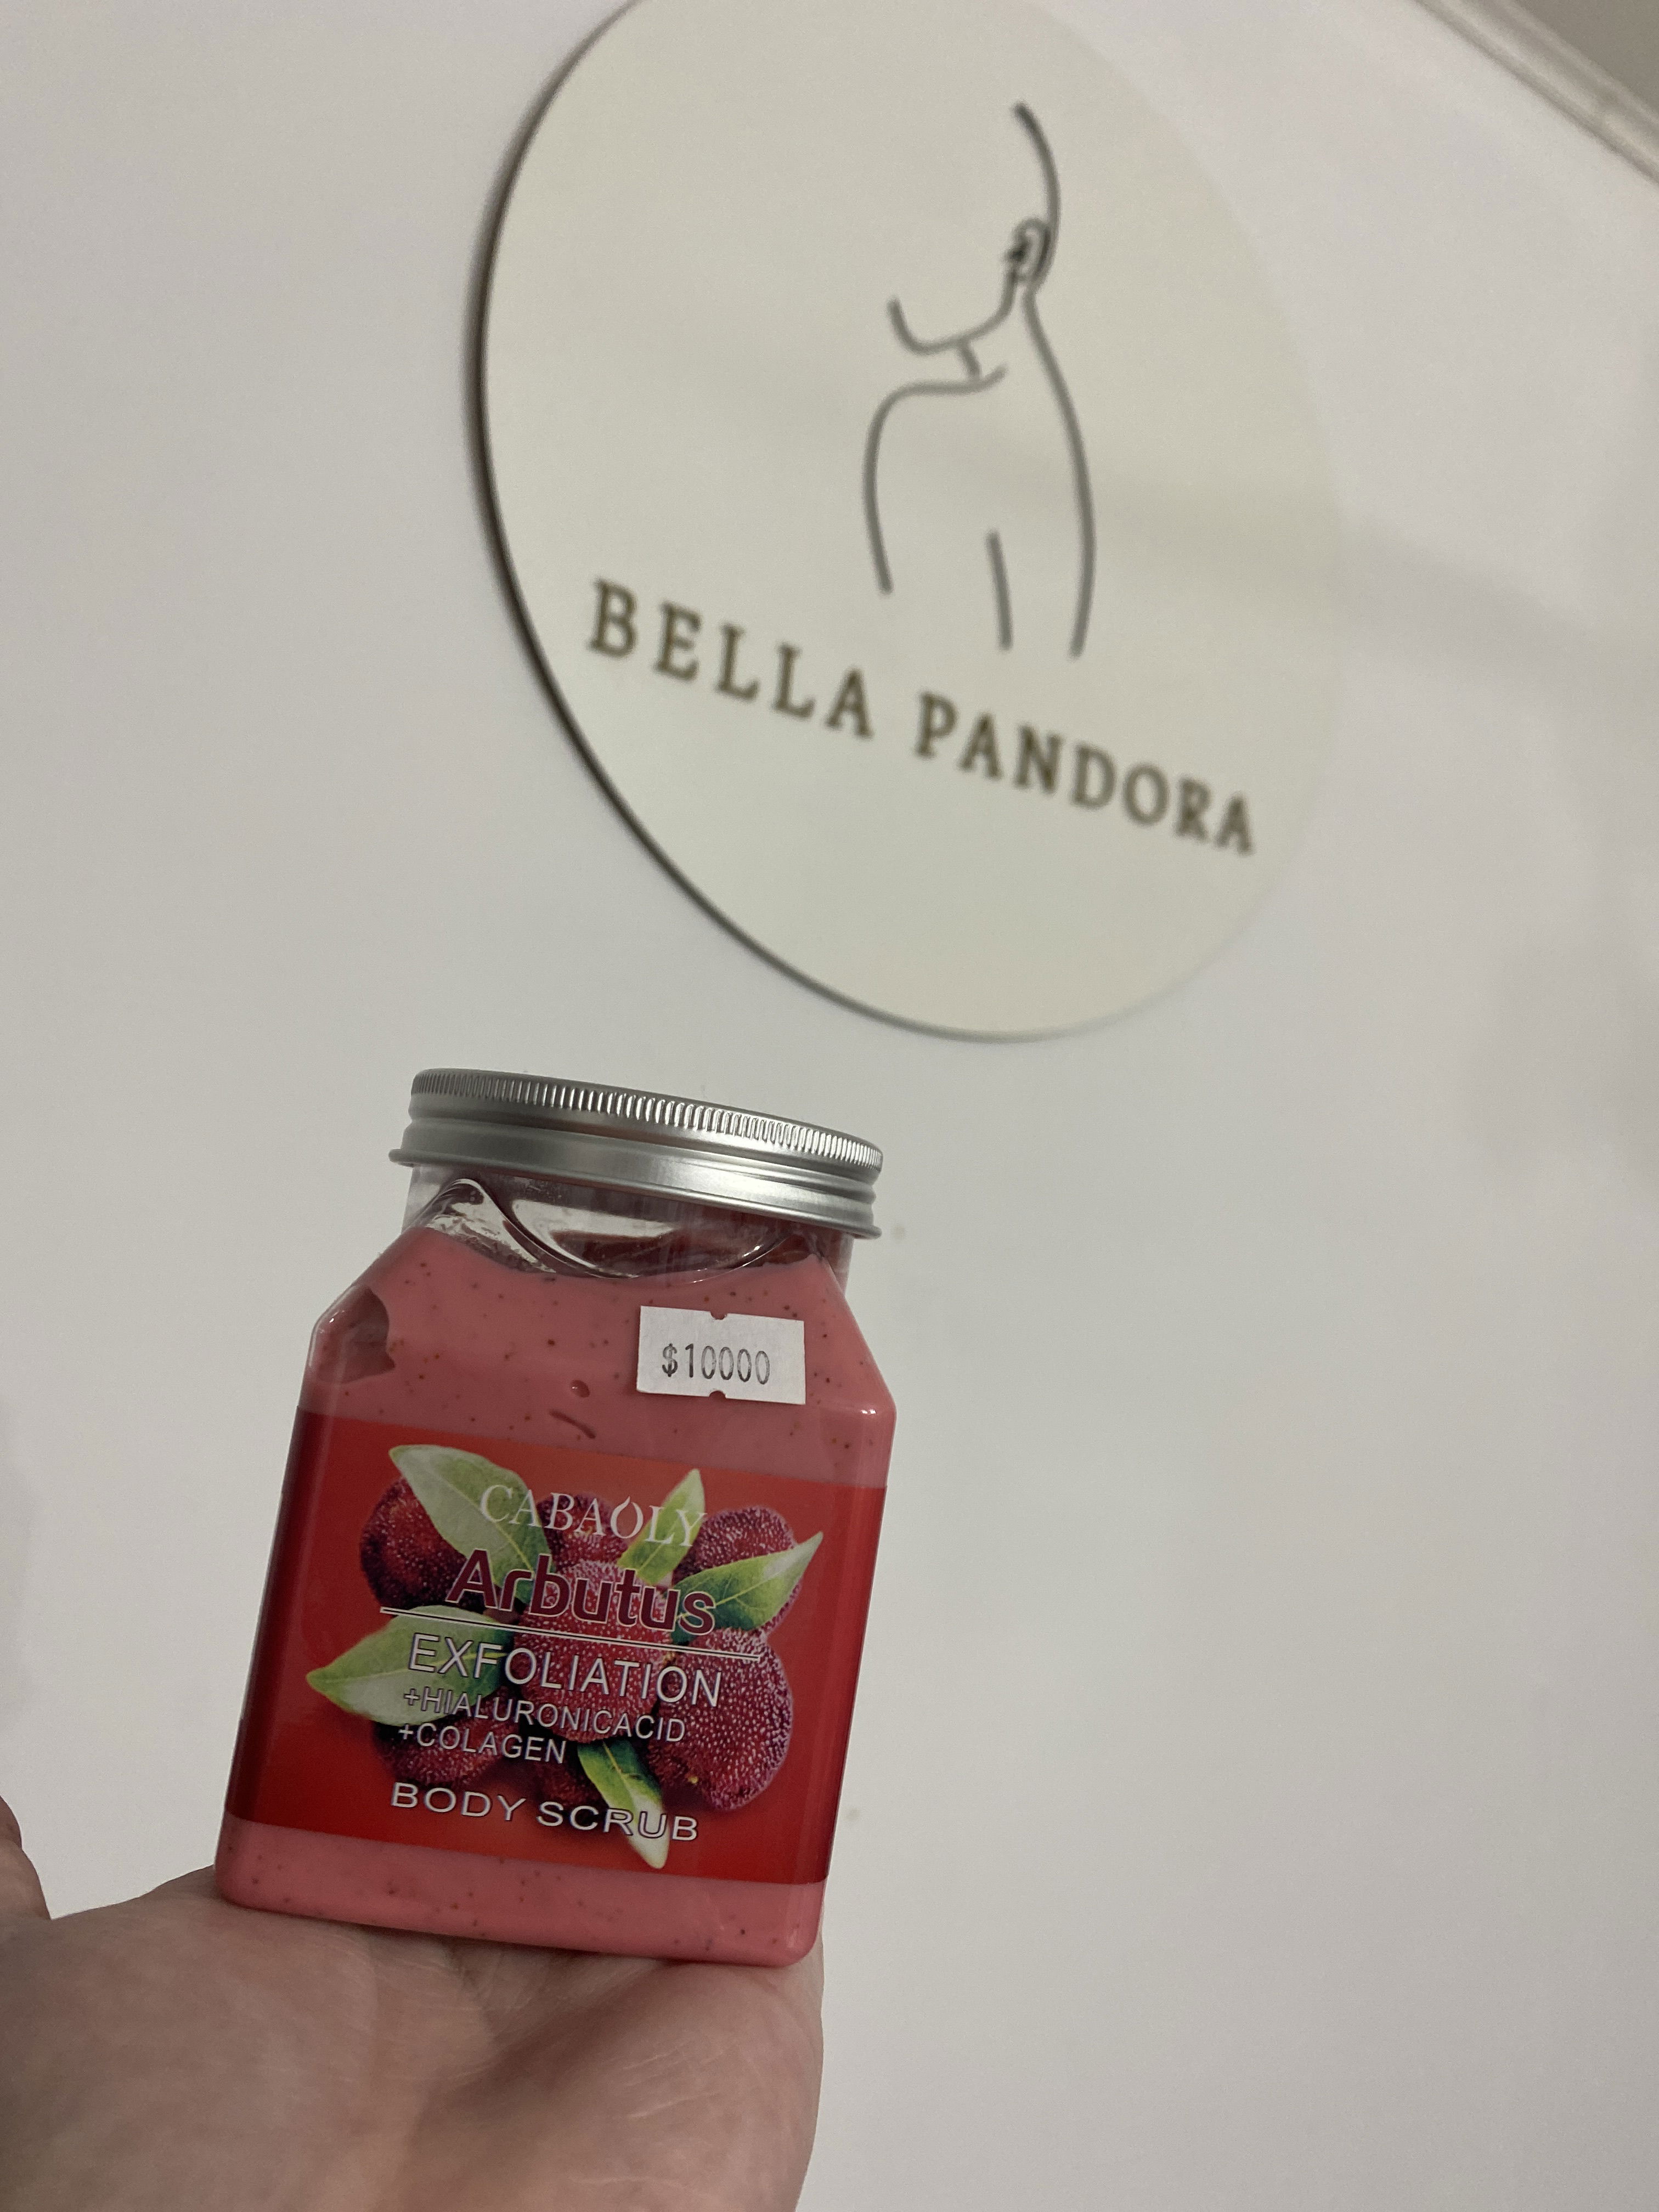 BELLA PANDORA
$10000
CABAOLY
Arbutus
EXFOLIATION
+HIALURONICACID
+COLAGEN
BODY SCRUB